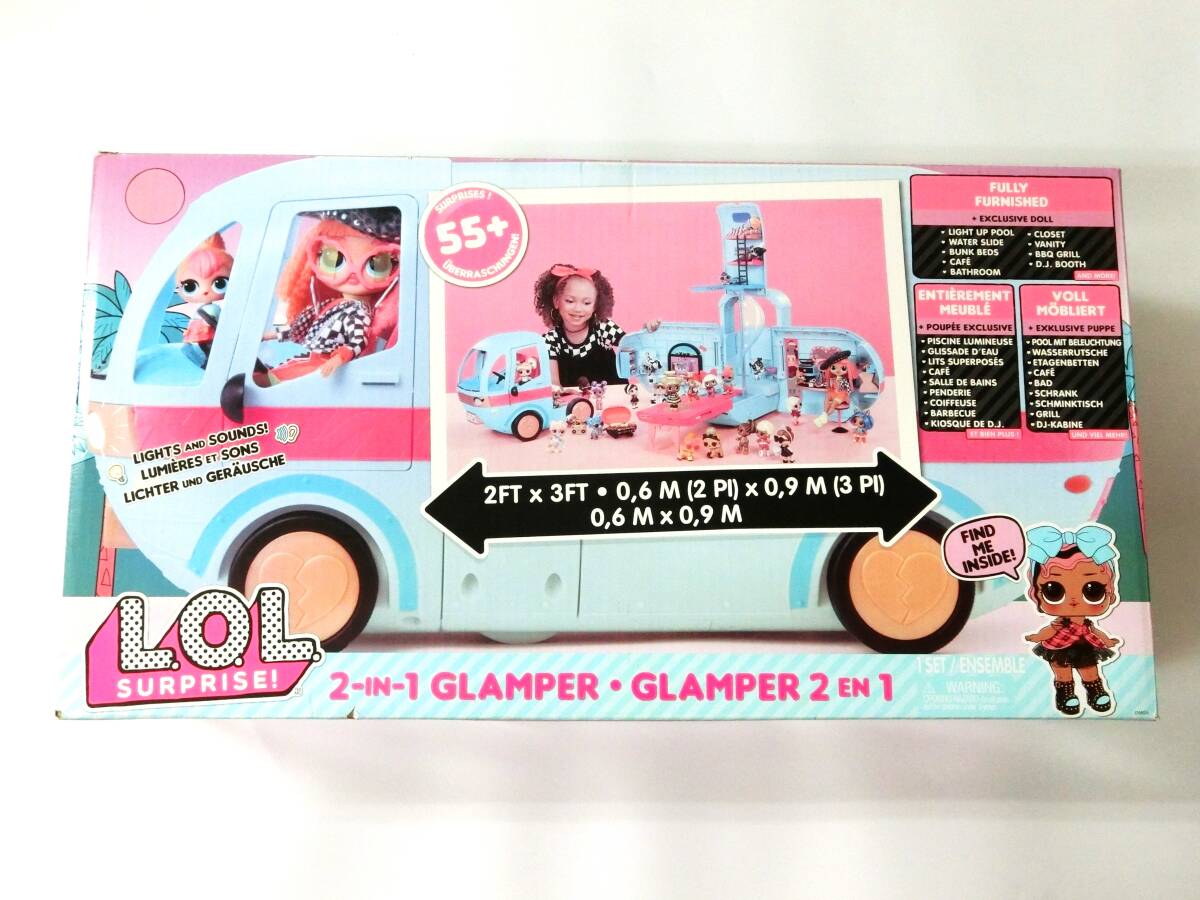 SURPRISES !
55+
ÜBERRASCHUNGEN!
FULLY
FURNISHED
+ EXCLUSIVE DOLL
• LIGHT UP POOL
• WATER SLIDE
• BUNK BEDS
• CAFÉ
• BATHROOM
• CLOSET
• VANITY
• BBQ GRILL
• D.J. BOOTH
AND MORE!
ENTIÈREMENT
MEUBLÉ
+ POUPÉE EXCLUSIVE
• PISCINE LUMINEUSE
• GLISSADE D'EAU
• LITS SUPERPOSÉS
• CAFÉ
• SALLE DE BAINS
• PENDERIE
• COIFFEUSE
• BARBECUE
• KIOSQUE DE D.J.
ET BIEN PLUS !
VOLL
MÖBLIERT
+ EXKLUSIVE PUPPE
• POOL MIT BELEUCHTUNG
• WASSERRUTSCHE
• ETAGENBETTEN
• CAFÉ
• BAD
• SCHRANK
• SCHMINKTISCH
• GRILL
• DJ-KABINE
UND VIEL MEHR!
LIGHTS AND SOUNDS!
LUMIÈRES ET SONS
LICHTER UND GERÄUSCHE
2FT x 3FT • 0,6 M (2 PI) x 0,9 M (3 PI)
0,6 M x 0,9 M
FIND
ME
INSIDE!
L.O.L.
SURPRISE!
2-IN-1 GLAMPER • GLAMPER 2 EN 1
1 SET / ENSEMBLE
WARNING: